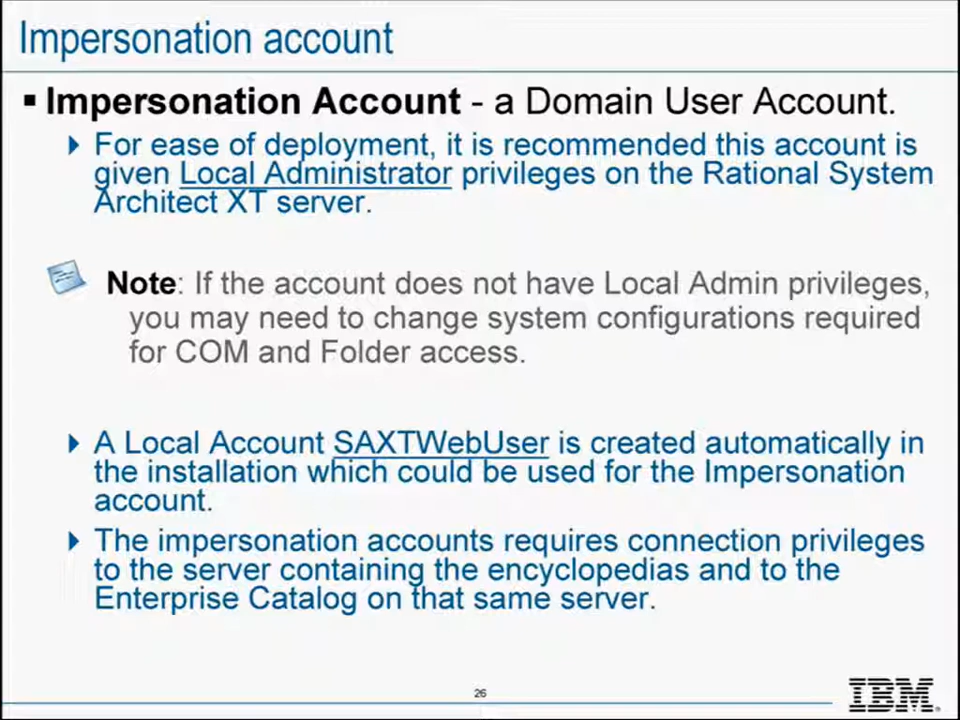 Impersonation account
▪ Impersonation Account - a Domain User Account.
For ease of deployment, it is recommended this account is
given Local Administrator privileges on the Rational System
Architect XT server.
Note: If the account does not have Local Admin privileges,
you may need to change system configurations required
for COM and Folder access.
A Local Account SAXTWebUser is created automatically in
the installation which could be used for the Impersonation
account.
The impersonation accounts requires connection privileges
to the server containing the encyclopedias and to the
Enterprise Catalog on that same server.
26
IBM®